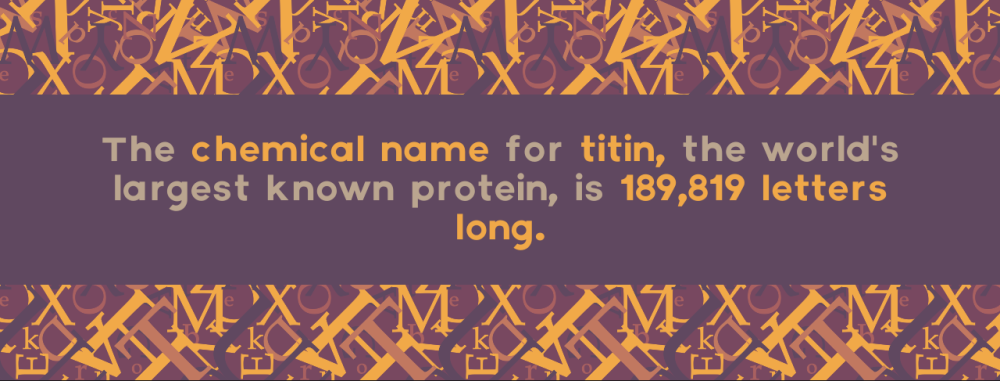 The chemical name for titin, the world's
largest known protein, is 189,819 letters
long.